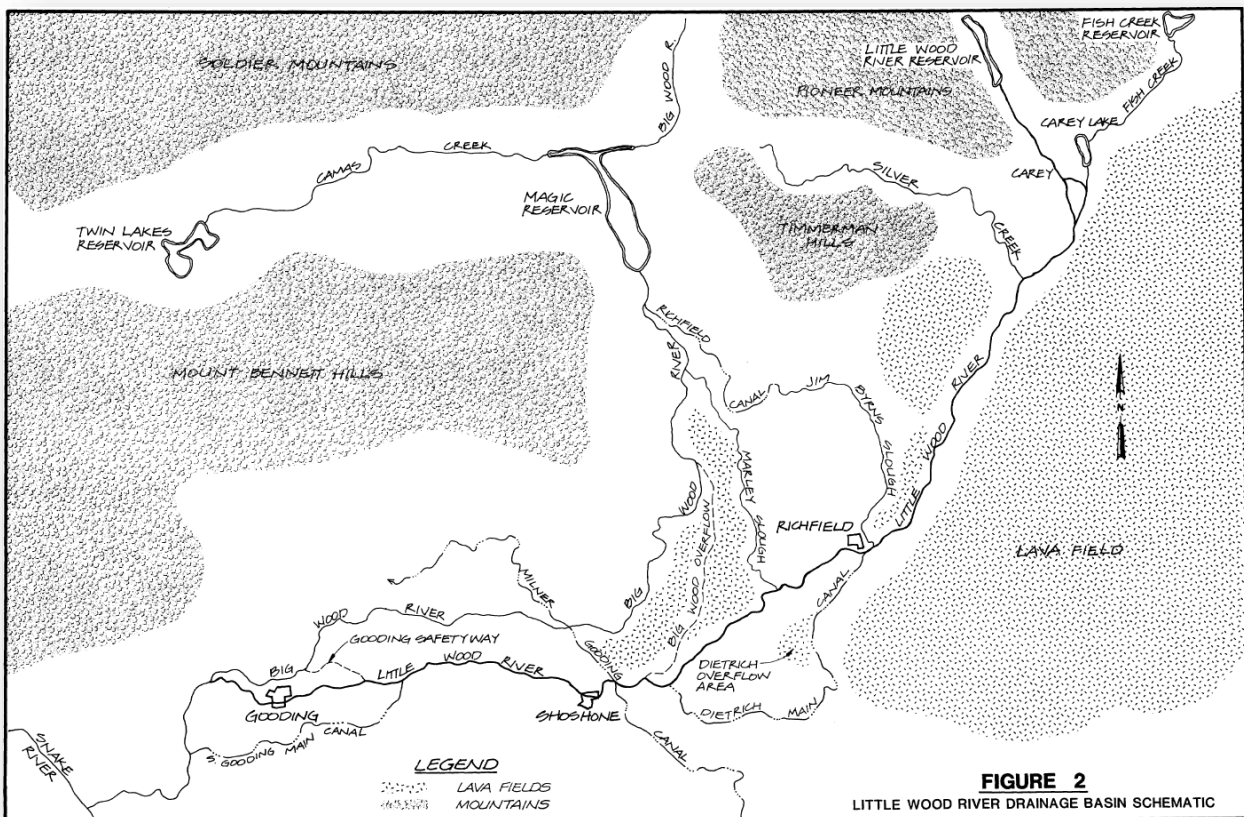 SOLDIER MOUNTAINS
BIG WOOD R
LITTLE WOOD
RIVER RESERVOIR
FISH CREEK
RESERVOIR
PIONEER MOUNTAINS
FISH CREEK
CAREY LAKE
CAREY
CAMAS
CREEK
SILVER
CREEK
MAGIC
RESERVOIR
TWIN LAKES
RESERVOIR
TIMMERMAN
HILLS
RICHFIELD
CANAL
JIM
BYRNS
SLOUGH
RIVER
MOUNT BENNETT HILLS
LITTLE WOOD RIVER
N
MARLEY SLOUGH
BIG WOOD
BIG WOOD OVERFLOW
RICHFIELD
LAVA FIELD
MILNER
GOODING
CANAL
BIG WOOD RIVER
GOODING SAFETYWAY
LITTLE WOOD RIVER
DIETRICH
OVERFLOW
AREA
CANAL
DIETRICH MAIN
GOODING
SHOSHONE
S. GOODING MAIN CANAL
SNAKE
RIVER
LEGEND
LAVA FIELDS
MOUNTAINS
FIGURE 2
LITTLE WOOD RIVER DRAINAGE BASIN SCHEMATIC